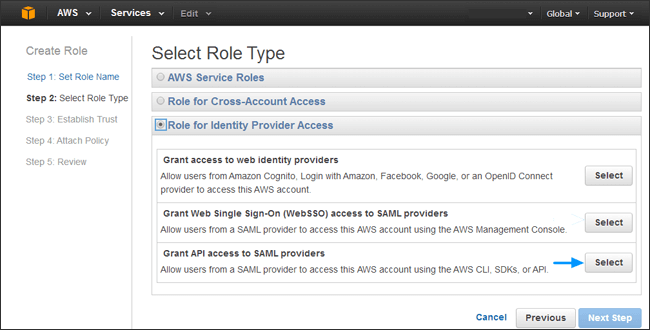 AWS Services Edit Global Support
Create Role
Step 1: Set Role Name
Step 2: Select Role Type
Step 3: Establish Trust
Step 4: Attach Policy
Step 5: Review
Select Role Type
AWS Service Roles
Role for Cross-Account Access
Role for Identity Provider Access
Grant access to web identity providers
Allow users from Amazon Cognito, Login with Amazon, Facebook, Google, or an OpenID Connect
provider to access this AWS account.
Select
Grant Web Single Sign-On (WebSSO) access to SAML providers
Allow users from a SAML provider to access this AWS account using the AWS Management Console.
Select
Grant API access to SAML providers
Allow users from a SAML provider to access this AWS account using the AWS CLI, SDKs, or API.
Select
Cancel Previous Next Step